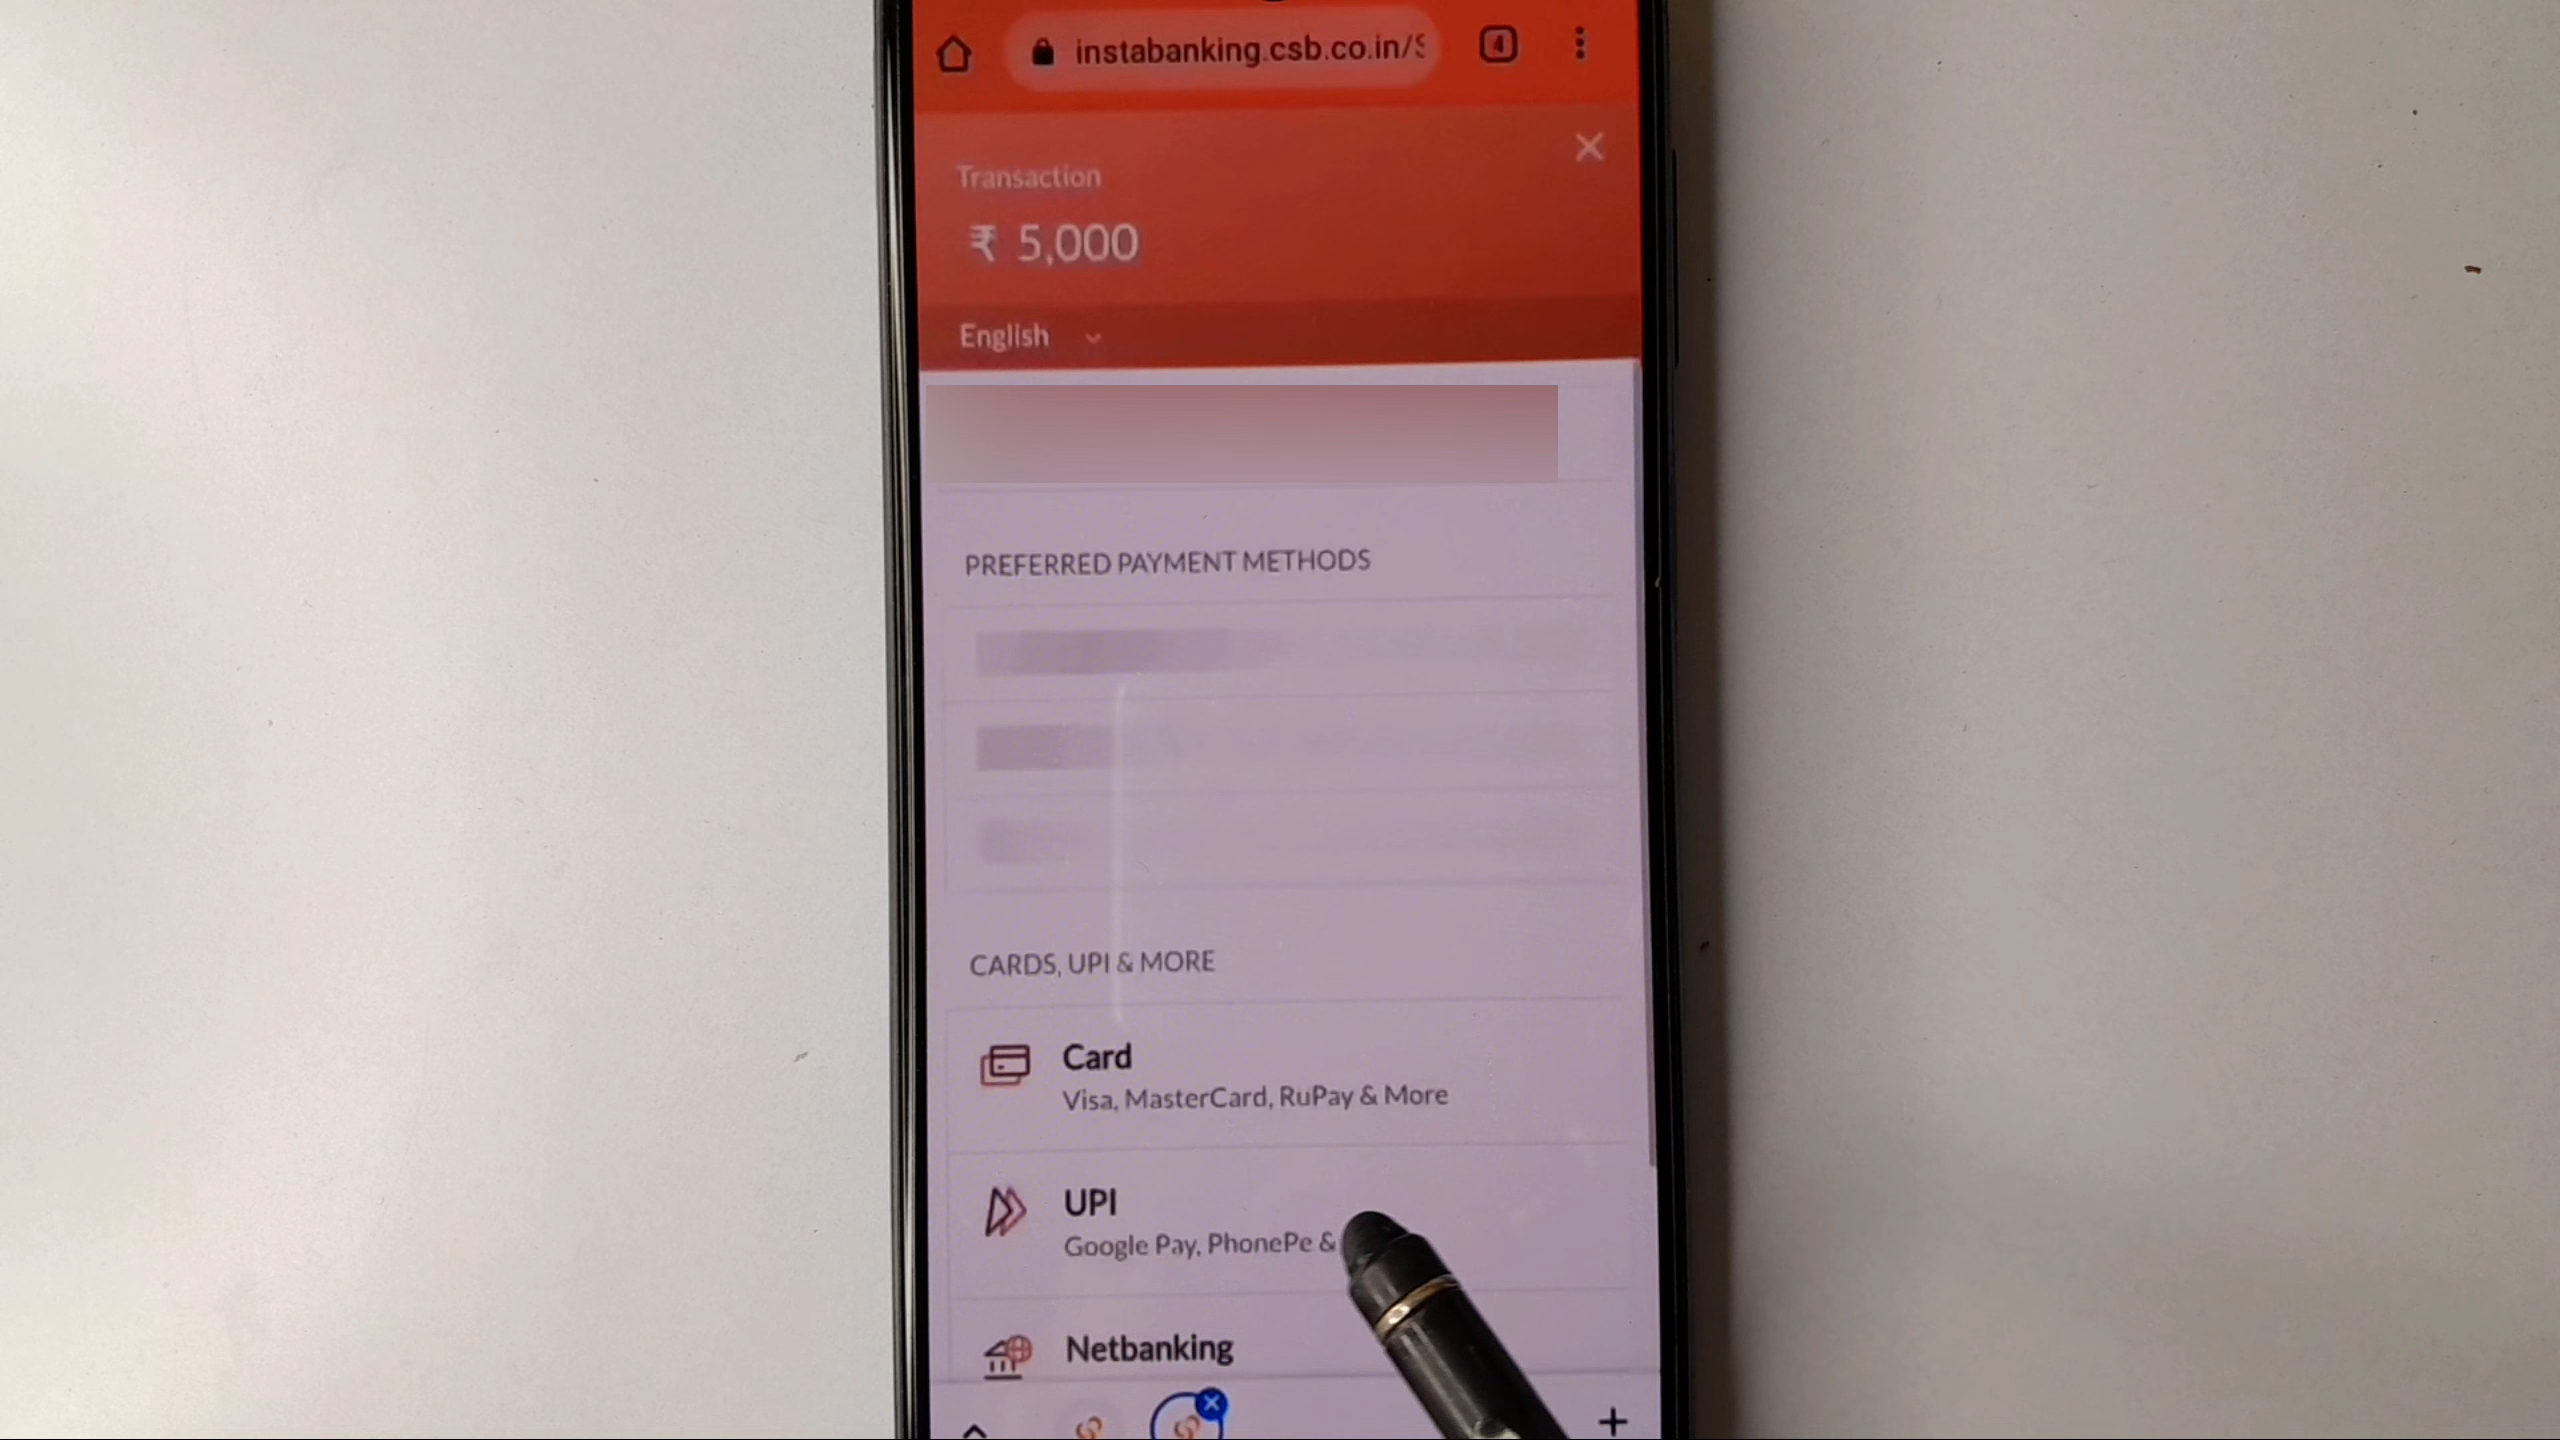 instabanking.csb.co.in/S
4
Transaction
₹ 5,000
English
PREFERRED PAYMENT METHODS
CARDS, UPI & MORE
Card
Visa, MasterCard, RuPay & More
UPI
Google Pay, PhonePe &
Netbanking